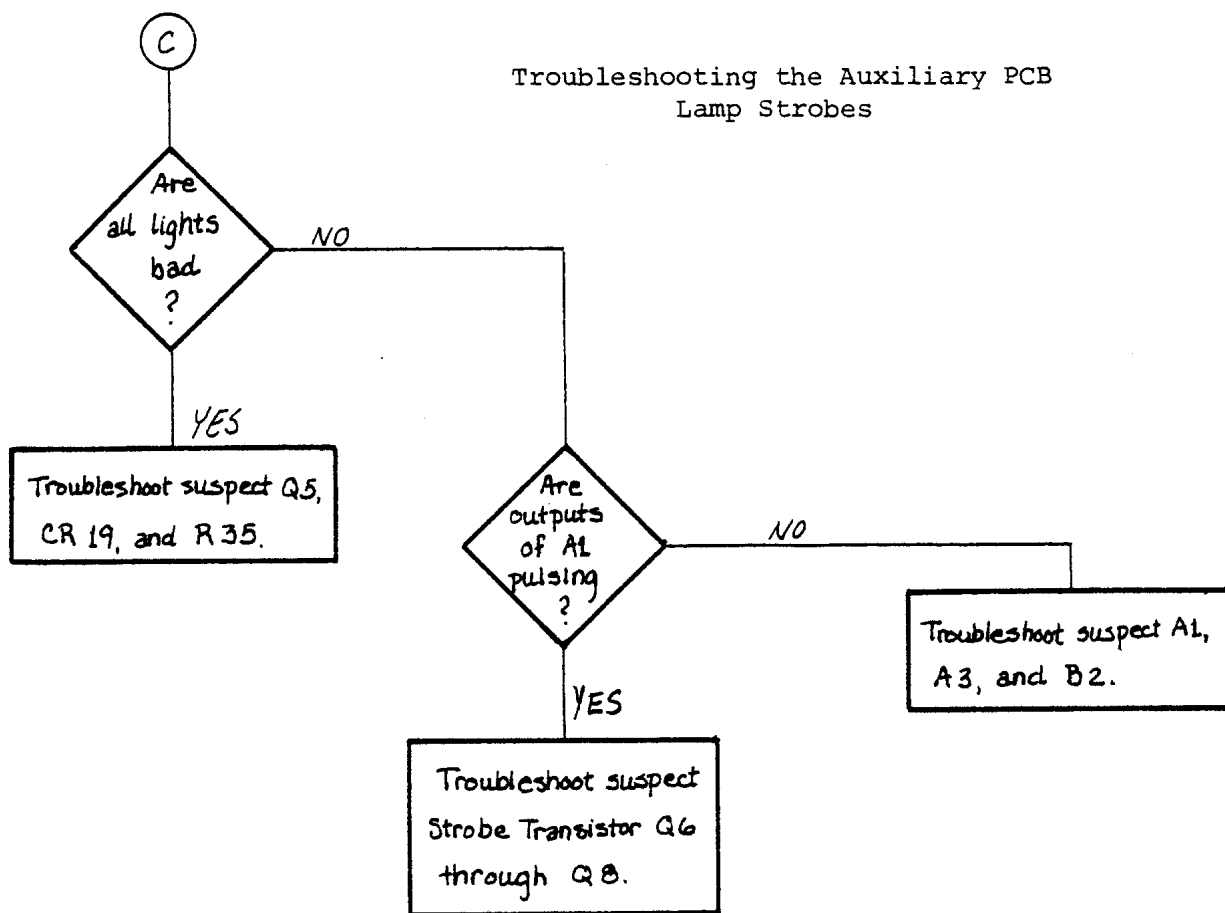 C
Troubleshooting the Auxiliary PCB
Lamp Strobes
Are
all lights
bad
?
NO
YES
Troubleshoot suspect Q5,
CR 19, and R 35.
Are
outputs
of A1
pulsing
?
NO
YES
Troubleshoot suspect A1,
A3, and B2.
Troubleshoot suspect
Strobe Transistor Q6
through Q8.